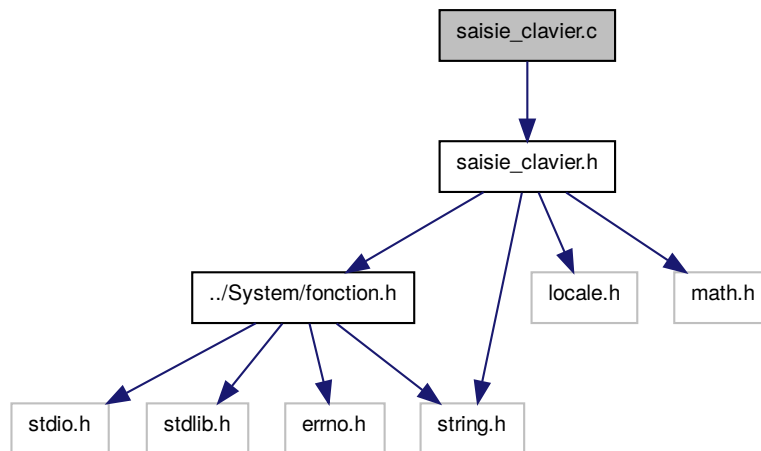 saisie_clavier.c
saisie_clavier.h
../System/fonction.h
locale.h
math.h
stdio.h
stdlib.h
errno.h
string.h